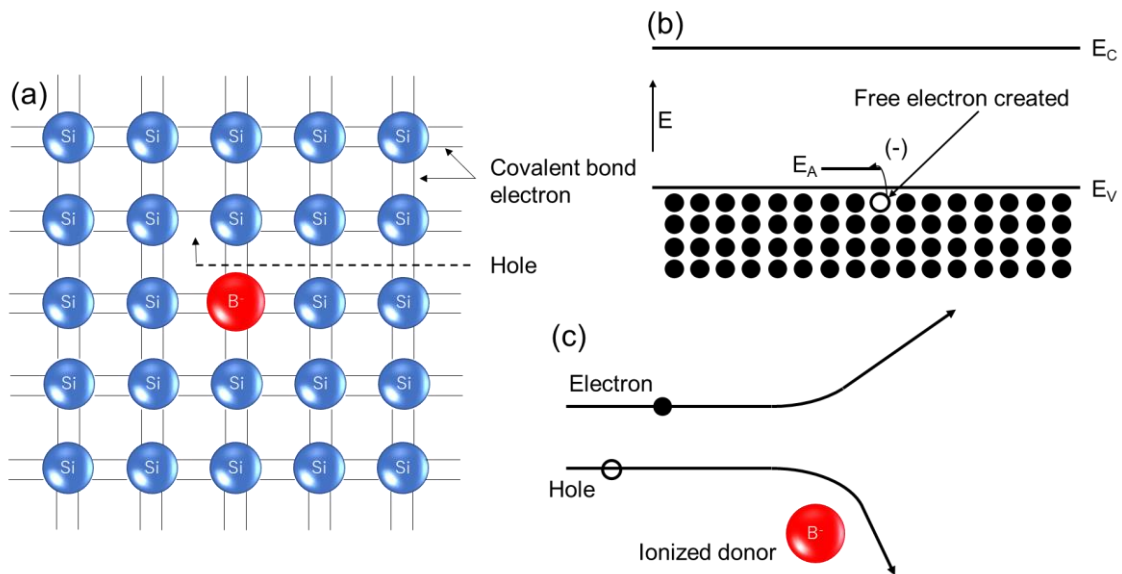 (a)
Si Si Si Si Si
Si Si Si Si Si
Si Si B- Si Si
Si Si Si Si Si
Si Si Si Si Si
Covalent bond
electron
Hole
(b)
EC
E
Free electron created
(-)
EA
EV
(c)
Electron
Hole
B-
Ionized donor